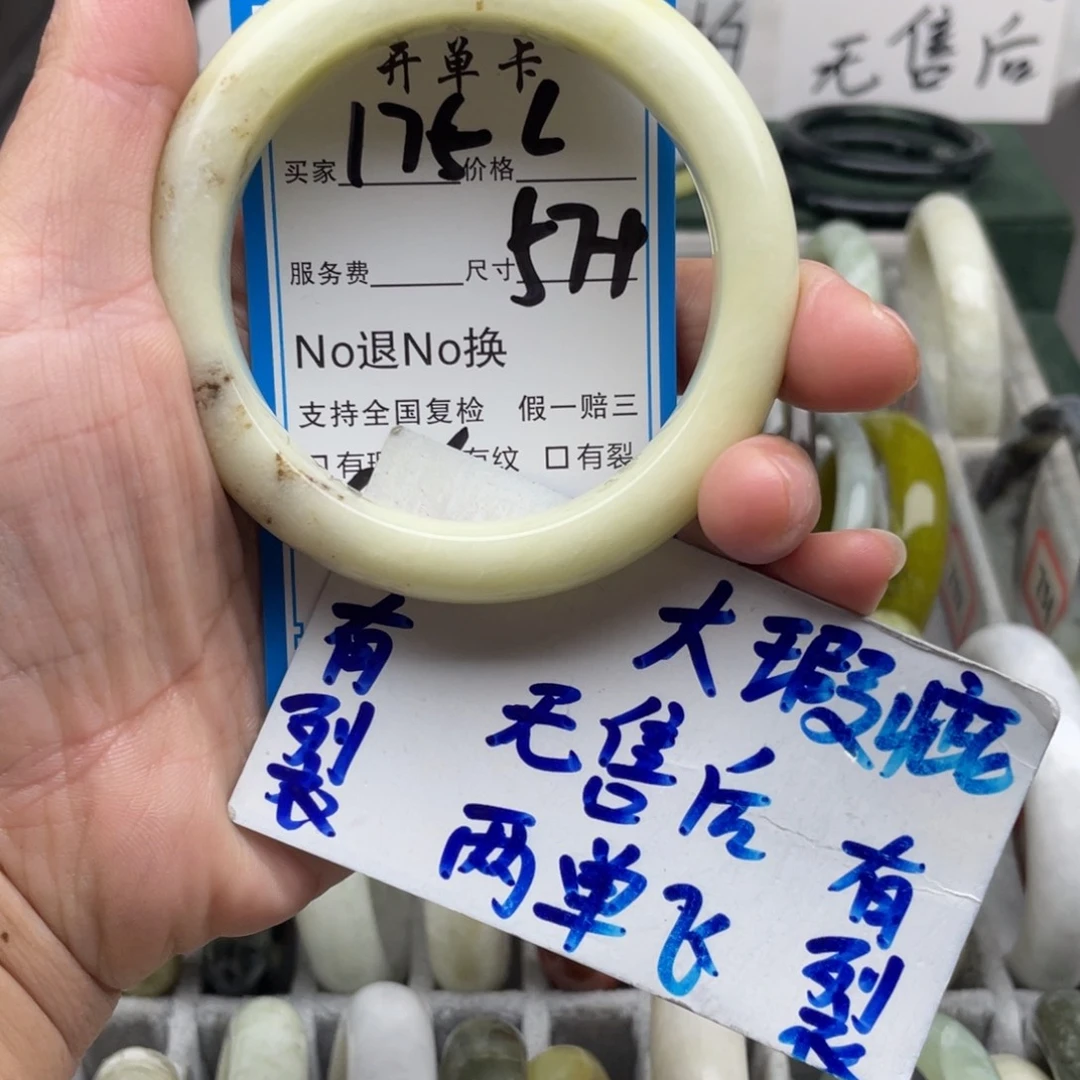 无售后
开单卡
买家 175 价格 L
服务费 尺寸 57H
No退No换
支持全国复检 假一赔三
有纹 口有裂
有裂
大瑕疵
无售后
两单飞
有裂